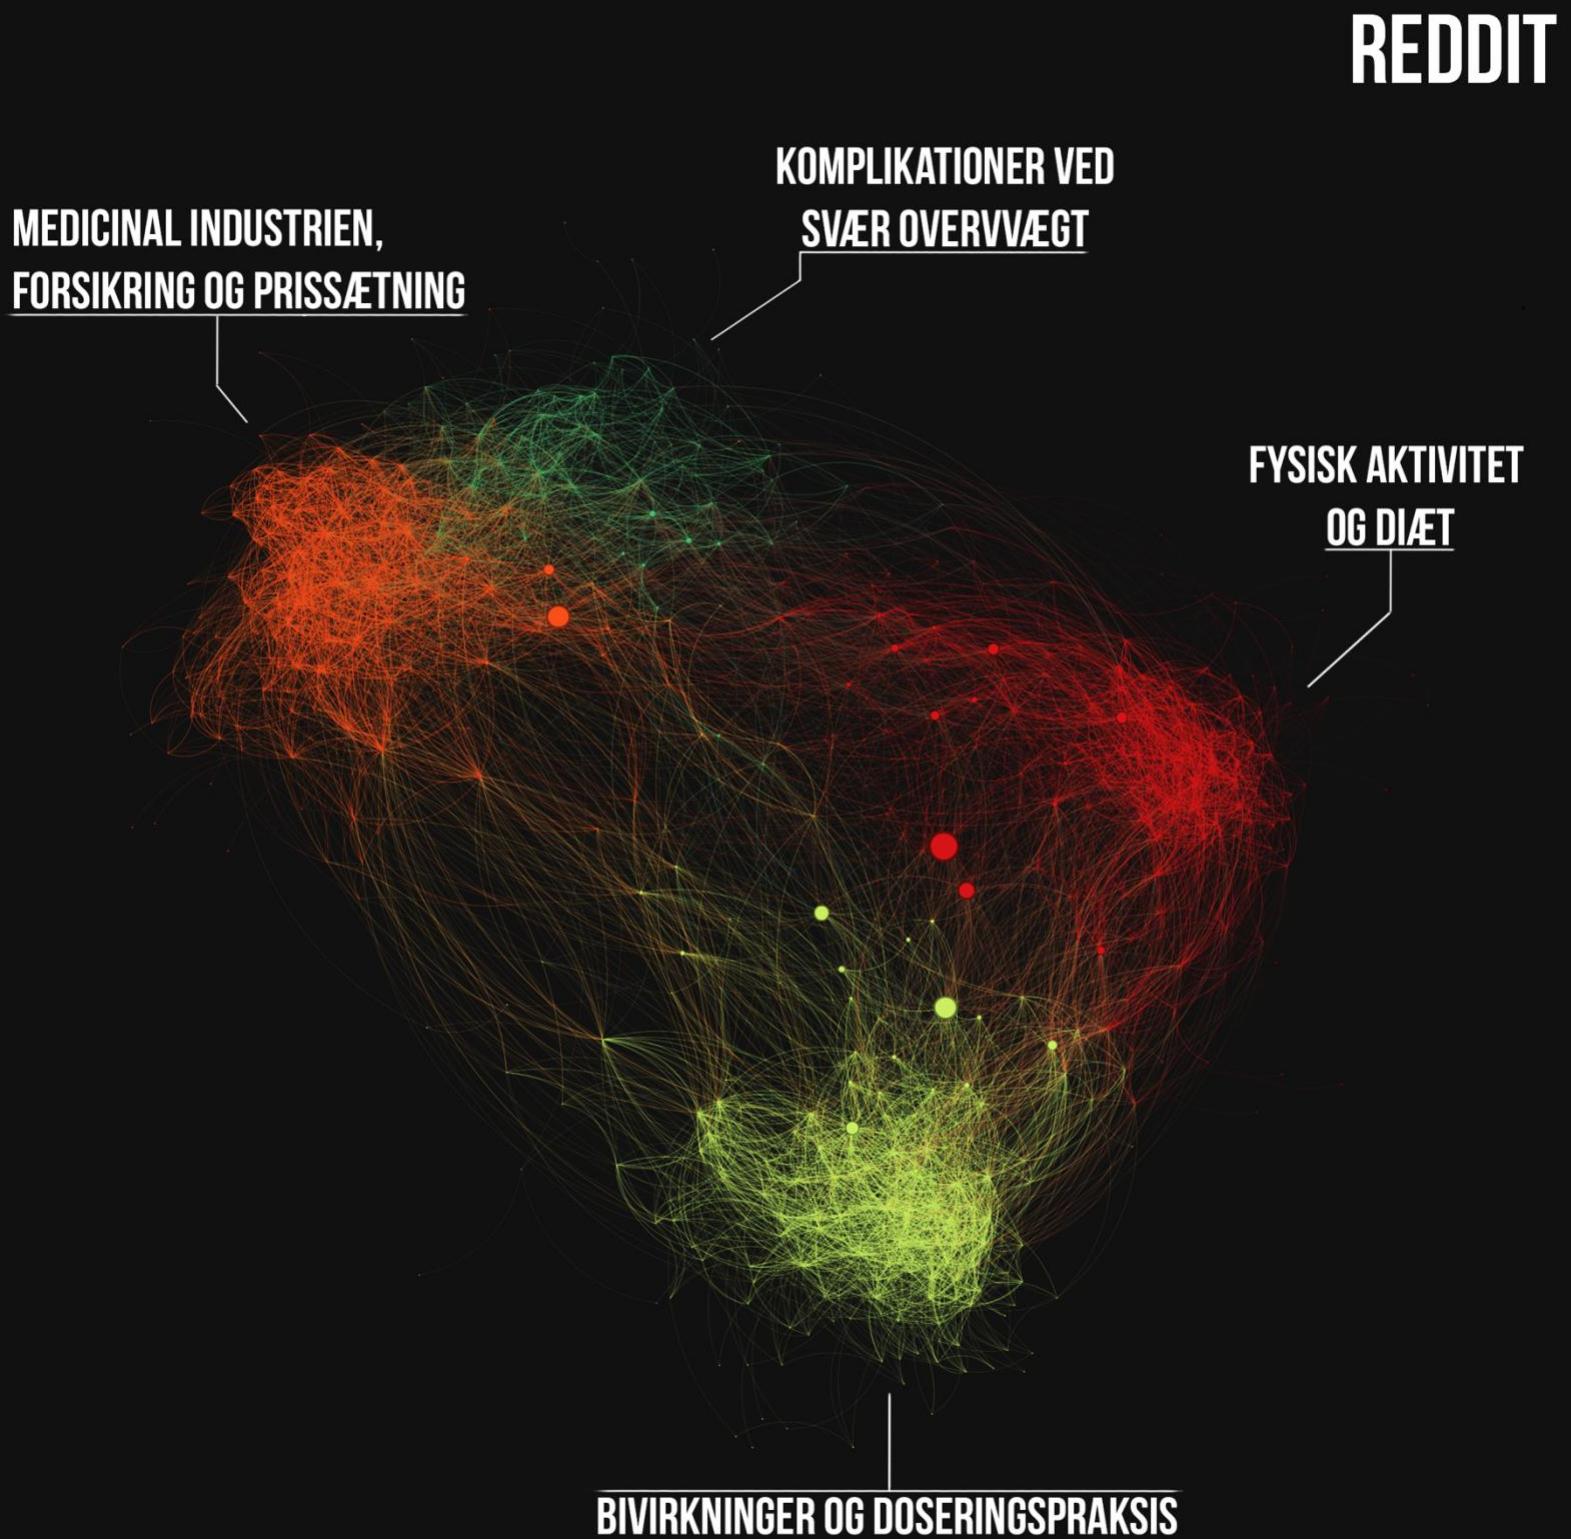 REDDIT
KOMPLIKATIONER VED
SVÆR OVERVVÆGT
MEDICINAL INDUSTRIEN,
FORSIKRING OG PRISSÆTNING
FYSISK AKTIVITET
OG DIÆT
BIVIRKNINGER OG DOSERINGSPRAKSIS